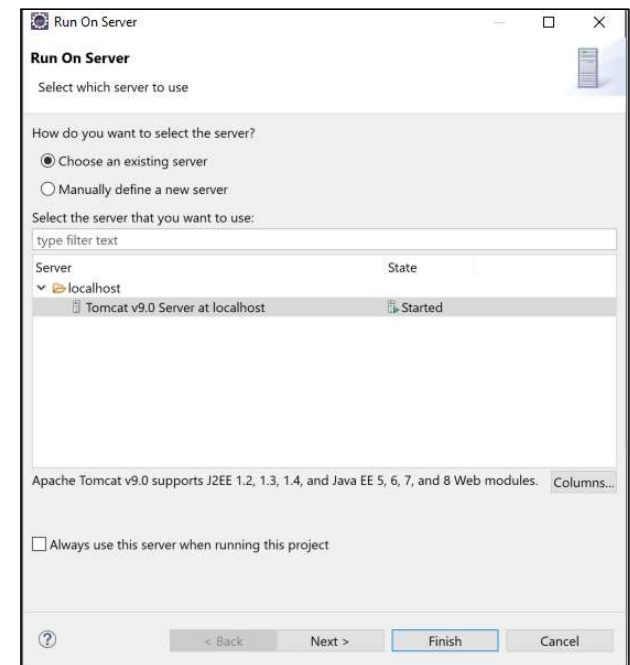 Run On Server
Run On Server
Select which server to use
How do you want to select the server?
Choose an existing server
Manually define a new server
Select the server that you want to use:
type filter text
Server State
localhost
Tomcat v9.0 Server at localhost Started
Apache Tomcat v9.0 supports J2EE 1.2, 1.3, 1.4, and Java EE 5, 6, 7, and 8 Web modules. Columns...
Always use this server when running this project
? < Back Next > Finish Cancel